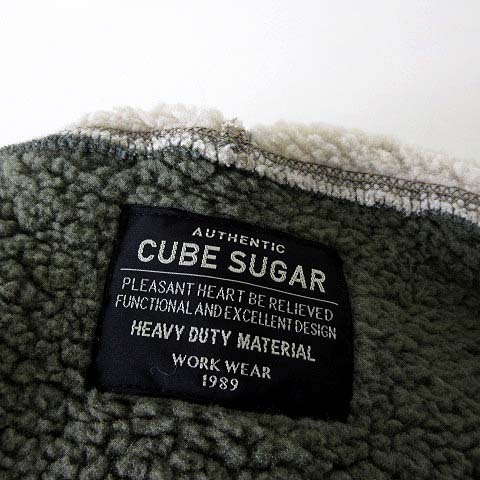 AUTHENTIC
CUBE SUGAR
PLEASANT HEART BE RELIEVED
FUNCTIONAL AND EXCELLENT DESIGN
HEAVY DUTY MATERIAL
WORK WEAR
1989